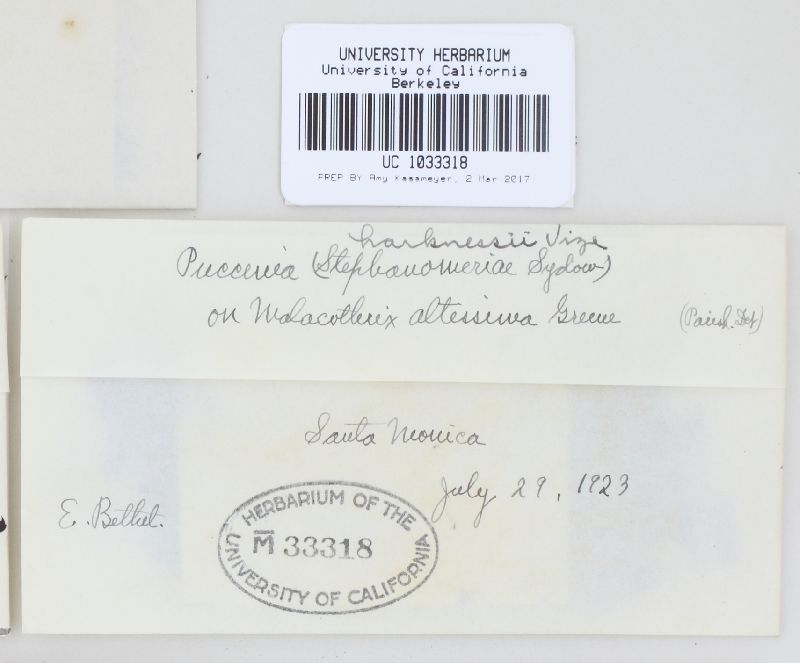 UNIVERSITY HERBARIUM
University of California
Berkeley
UC 1033318
PREP BY Amy Kasameyer, 2 Mar 2017
harknessii Vize
Puccinia (Stephanomeriae Sydow)
on Malacothrix altissima Greene (Parish. Det)
Santa Monica
July 29, 1923
E. Bethel.
HERBARIUM OF THE
M 33318
UNIVERSITY OF CALIFORNIA